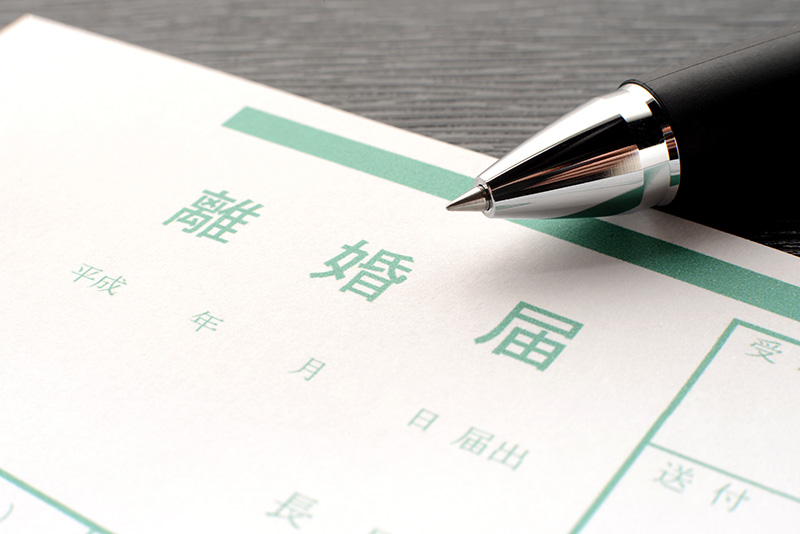 離婚届
平成 年 月 日 届出
長
受
送付